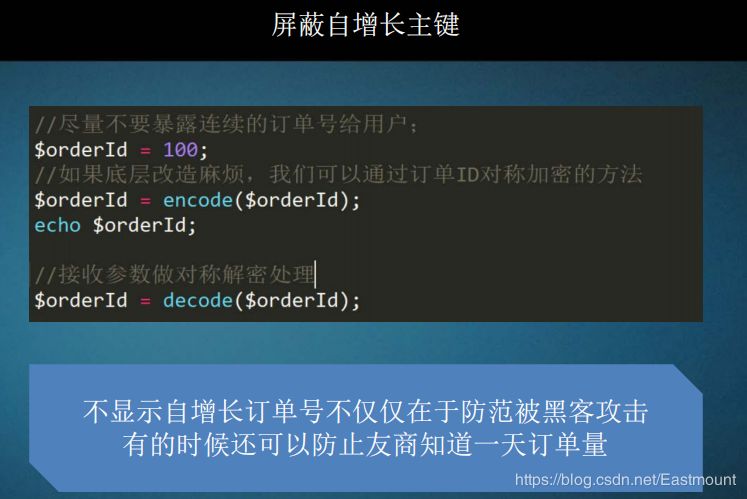 屏蔽自增长主键
//尽量不要暴露连续的订单号给用户；
$orderId = 100;
//如果底层改造麻烦，我们可以通过订单ID对称加密的方法
$orderId = encode($orderId);
echo $orderId;
//接收参数做对称解密处理
$orderId = decode($orderId);
不显示自增长订单号不仅仅在于防范被黑客攻击
有的时候还可以防止友商知道一天订单量
https://blog.csdn.net/Eastmount